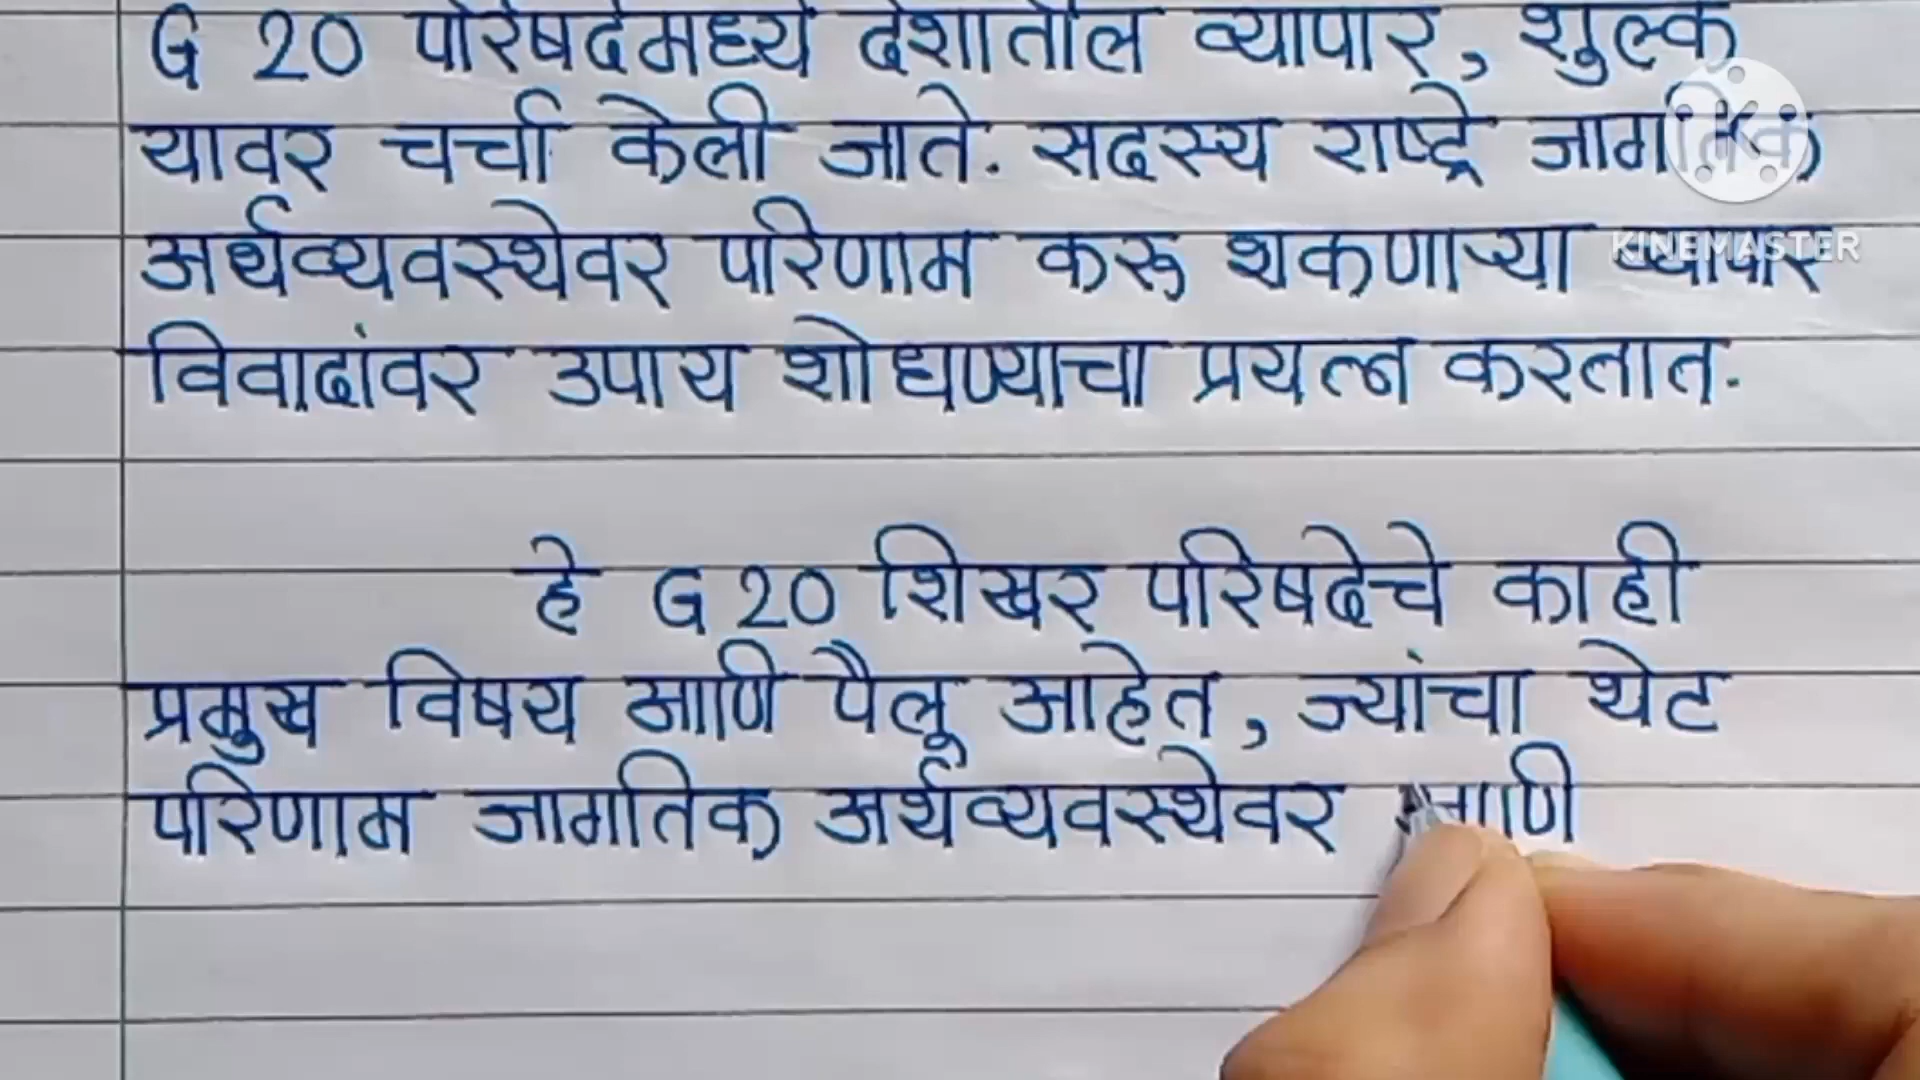 G 20 परिषदेमध्ये देशातील व्यापार, शुल्क
यावर चर्चा केली जाते. सदस्य राष्ट्रे जागतिक
अर्थव्यवस्थेवर परिणाम करू शकणाऱ्या व्यापार
विवादांवर उपाय शोधण्याचा प्रयत्न करतात.
हे G20 शिखर परिषदेचे काही
प्रमुख विषय आणि पैलू आहेत, ज्यांचा थेट
परिणाम जागतिक अर्थव्यवस्थेवर आणि
K
KINEMASTER